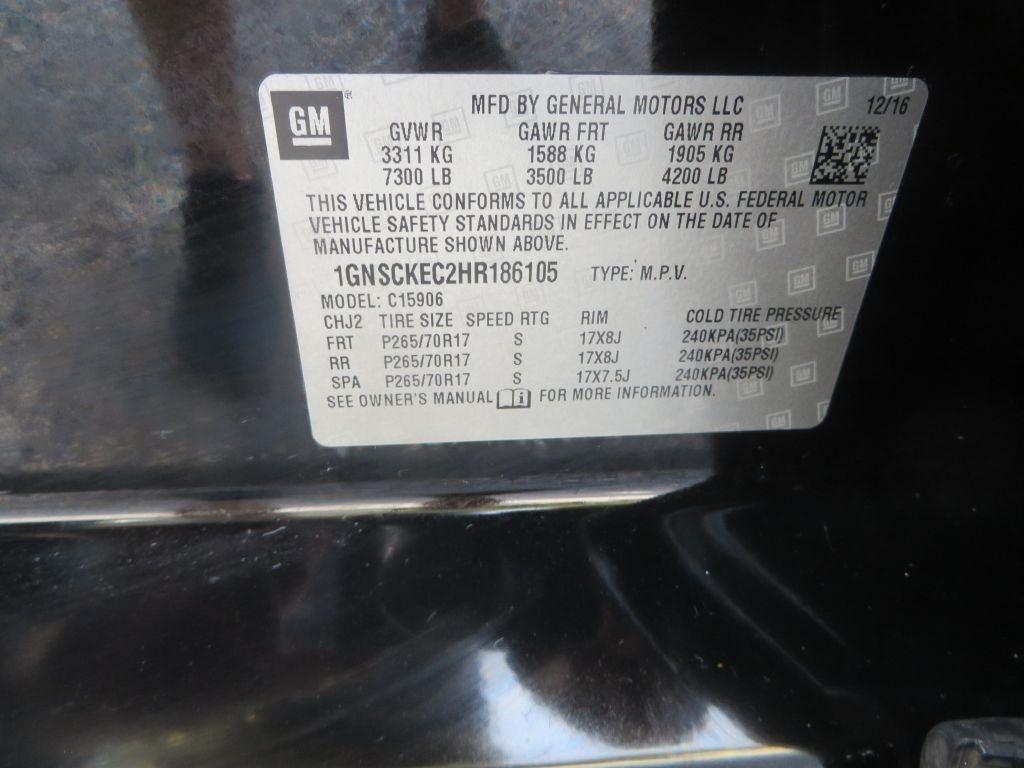 GM ® MFD BY GENERAL MOTORS LLC 12/16
GVWR GAWR FRT GAWR RR
3311 KG 1588 KG 1905 KG
7300 LB 3500 LB 4200 LB
THIS VEHICLE CONFORMS TO ALL APPLICABLE U.S. FEDERAL MOTOR
VEHICLE SAFETY STANDARDS IN EFFECT ON THE DATE OF
MANUFACTURE SHOWN ABOVE.
1GNSCKEC2HR186105 TYPE: M.P.V.
MODEL: C15906
CHJ2 TIRE SIZE SPEED RTG RIM COLD TIRE PRESSURE
FRT P265/70R17 S 17X8J 240KPA(35PSI)
RR P265/70R17 S 17X8J 240KPA(35PSI)
SPA P265/70R17 S 17X7.5J 240KPA(35PSI)
SEE OWNER'S MANUAL i FOR MORE INFORMATION.